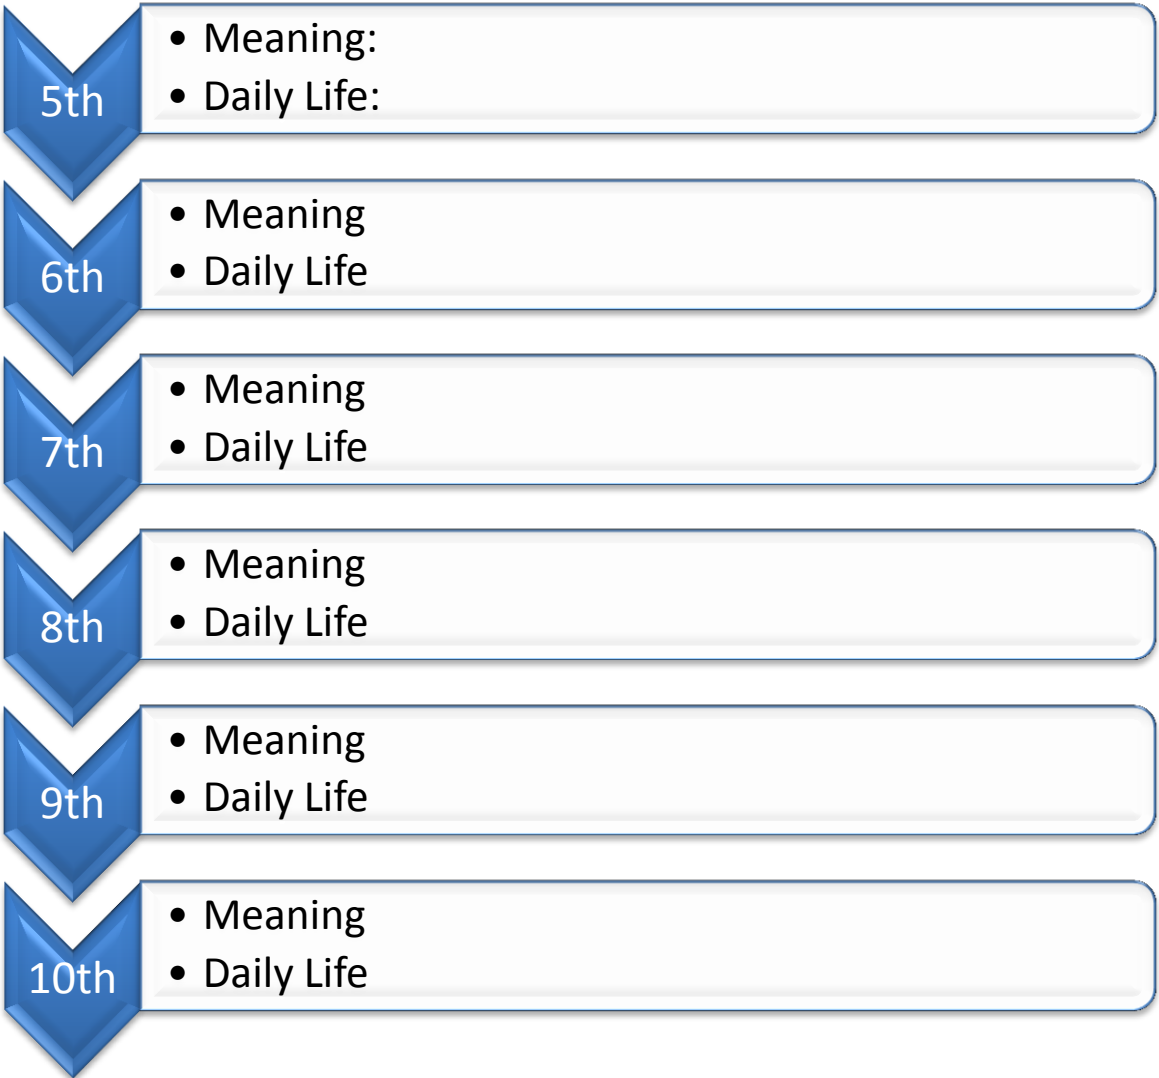 5th
• Meaning:
• Daily Life:
6th
• Meaning
• Daily Life
7th
• Meaning
• Daily Life
8th
• Meaning
• Daily Life
9th
• Meaning
• Daily Life
10th
• Meaning
• Daily Life